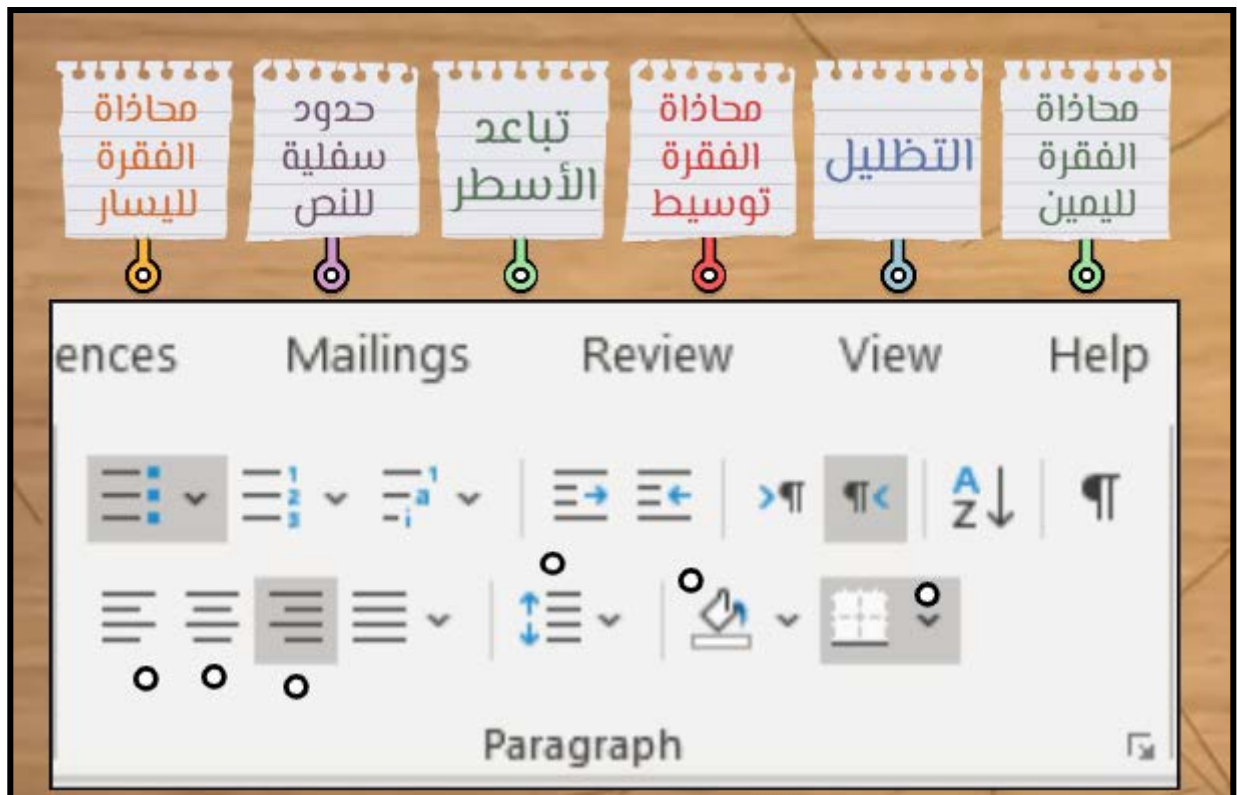 محاذاة
الفقرة
لليمين
التظليل
محاذاة
الفقرة
توسيط
تباعد
الأسطر
حدود
سفلية
للنص
محاذاة
الفقرة
لليسار
ences Mailings Review View Help
Paragraph